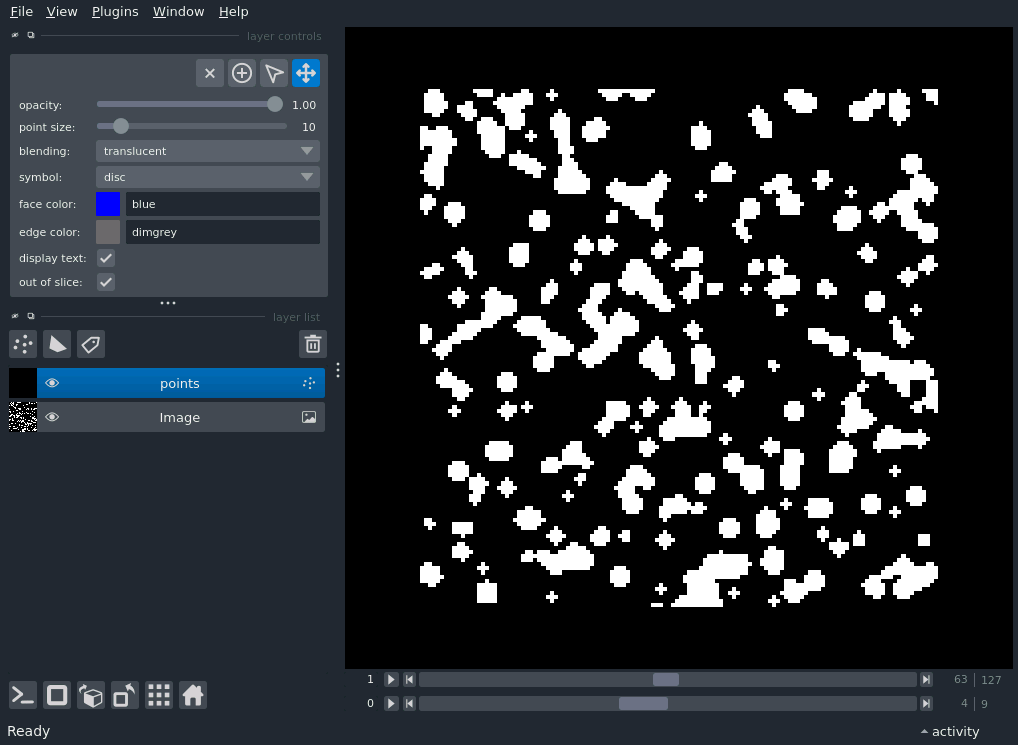 File View Plugins Window Help
layer controls
opacity: 1.00
point size: 10
blending: translucent
symbol: disc
face color: blue
edge color: dimgrey
display text:
out of slice:
layer list
points
Image
1 63 127
0 4 9
Ready activity